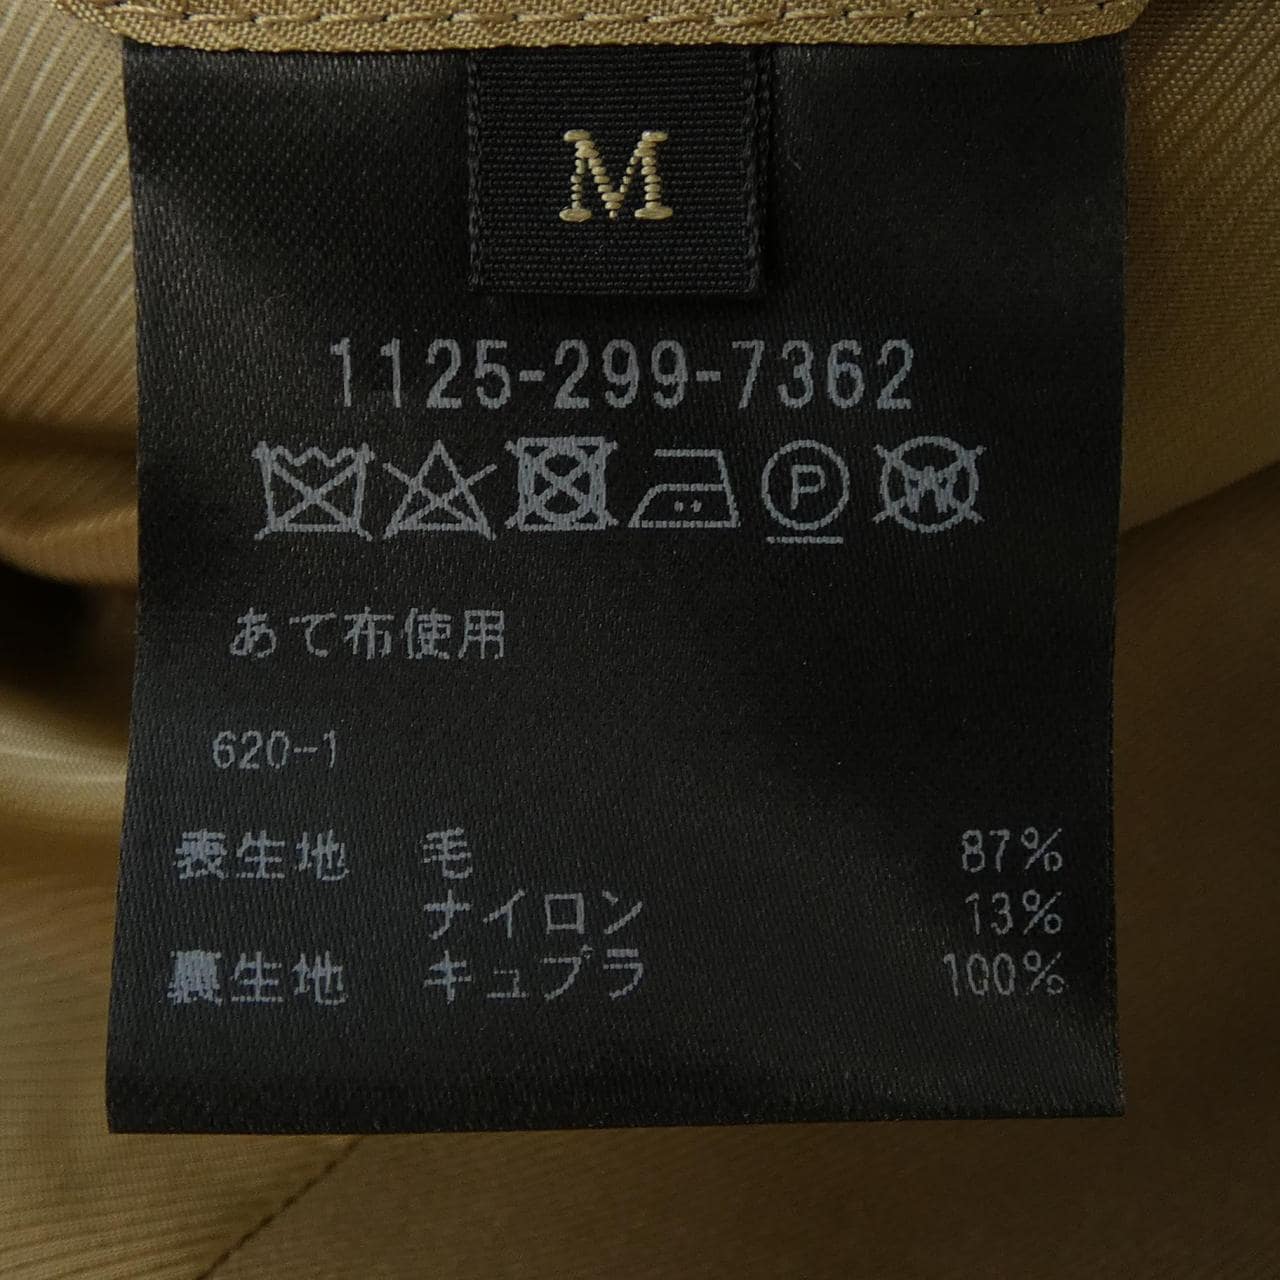 M
1125-299-7362
P
W
あて布使用
620-1
表生地 毛 87%
ナイロン 13%
裏生地 キュプラ 100%